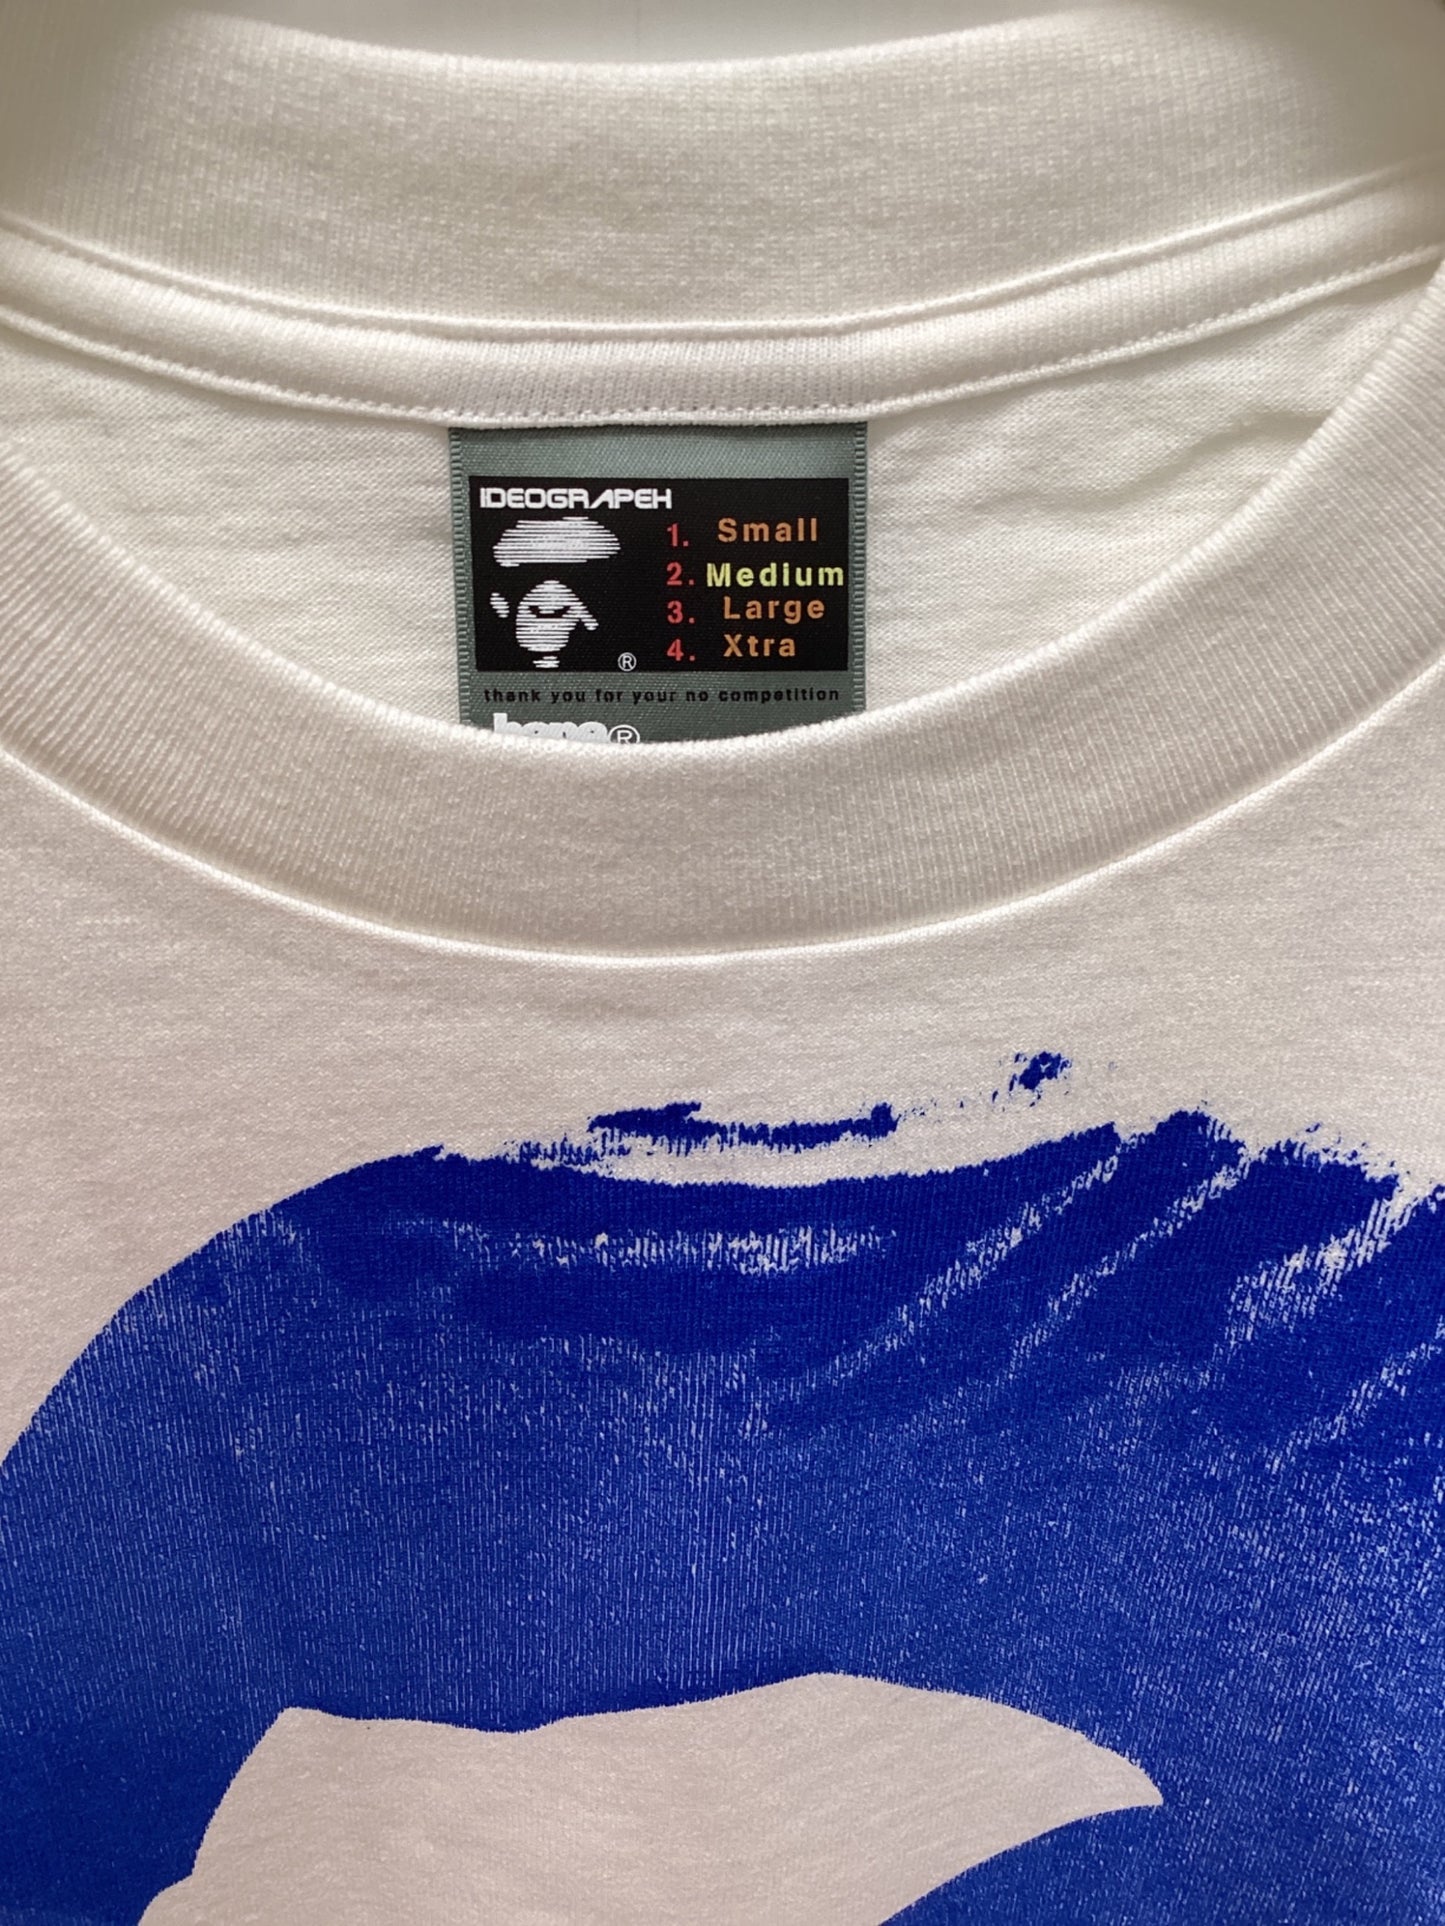 IDEOGRAPEH
1. Small
2. Medium
3. Large
4. Xtra
®
thank you for your no competition
®